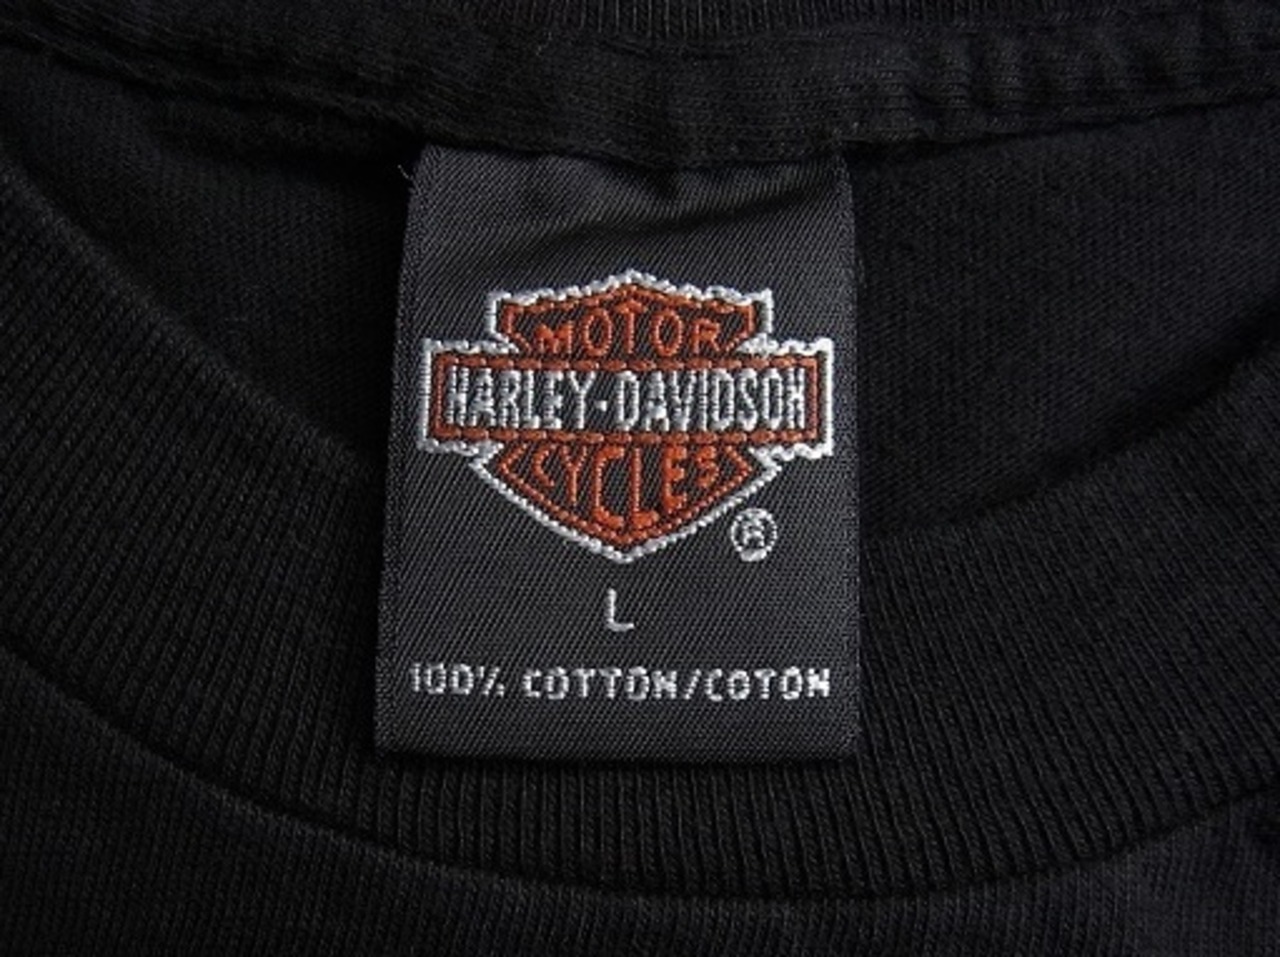 MOTOR
HARLEY-DAVIDSON
CYCLES
®
L
100% COTTON/COTON